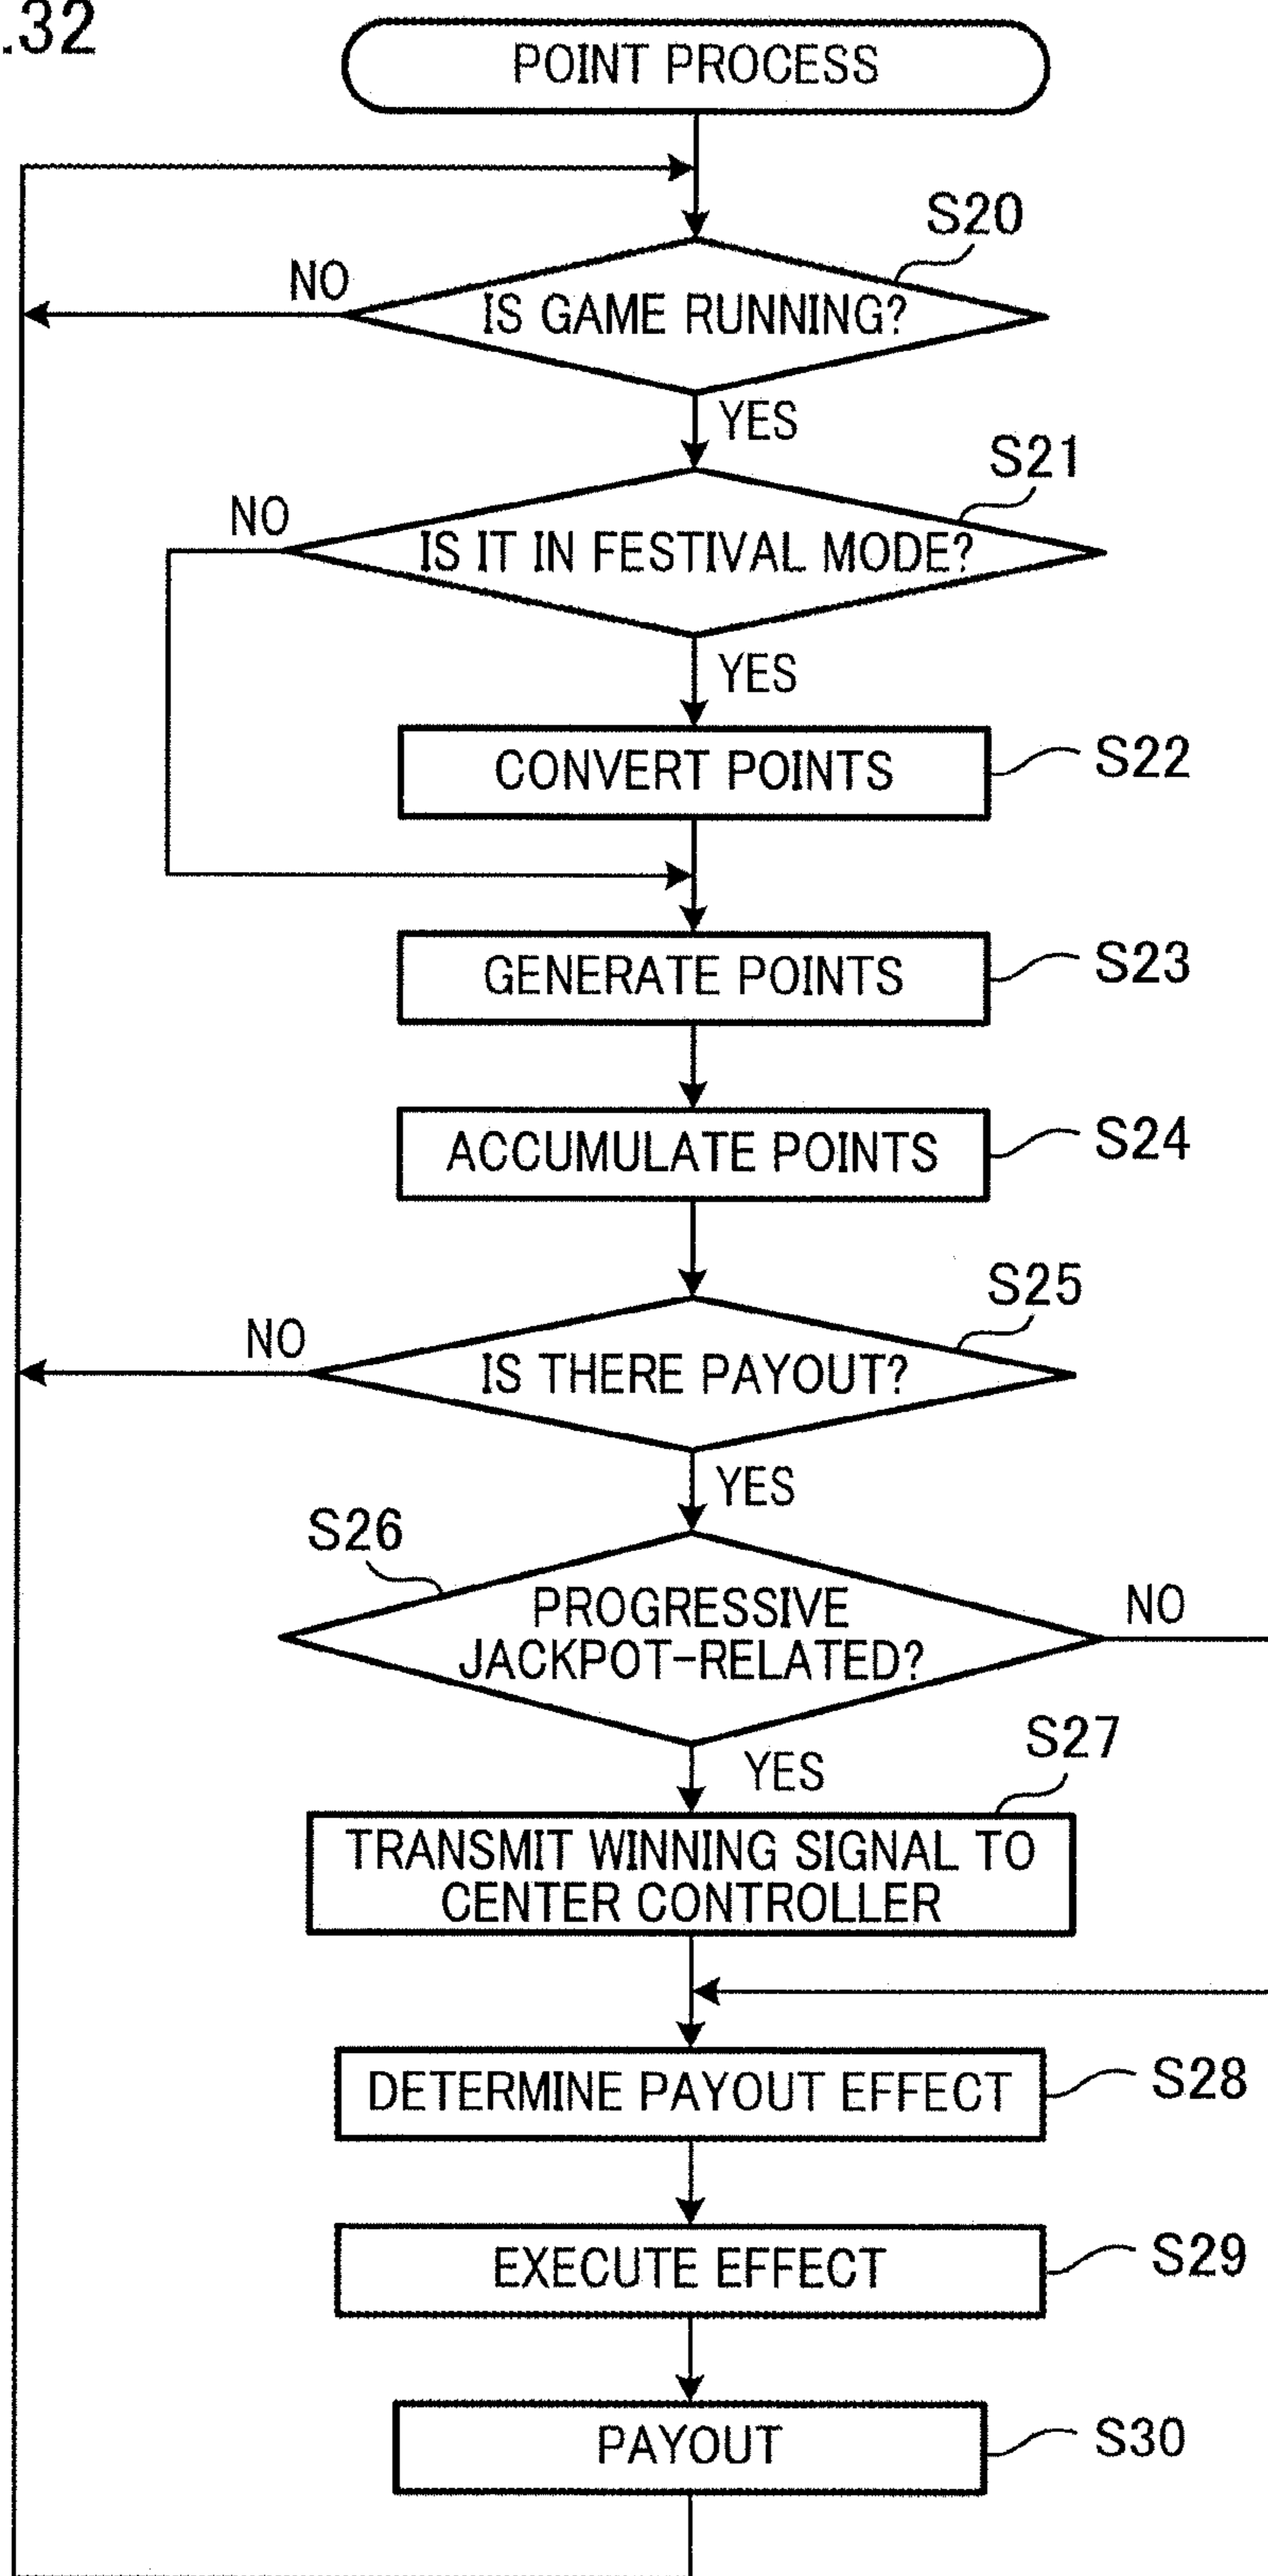 .32
POINT PROCESS
S20
NO
IS GAME RUNNING?
YES
S21
NO
IS IT IN FESTIVAL MODE?
YES
CONVERT POINTS
S22
GENERATE POINTS
S23
ACCUMULATE POINTS
S24
S25
NO
IS THERE PAYOUT?
YES
S26
PROGRESSIVE
JACKPOT-RELATED?
NO
YES
S27
TRANSMIT WINNING SIGNAL TO
CENTER CONTROLLER
DETERMINE PAYOUT EFFECT
S28
EXECUTE EFFECT
S29
PAYOUT
S30